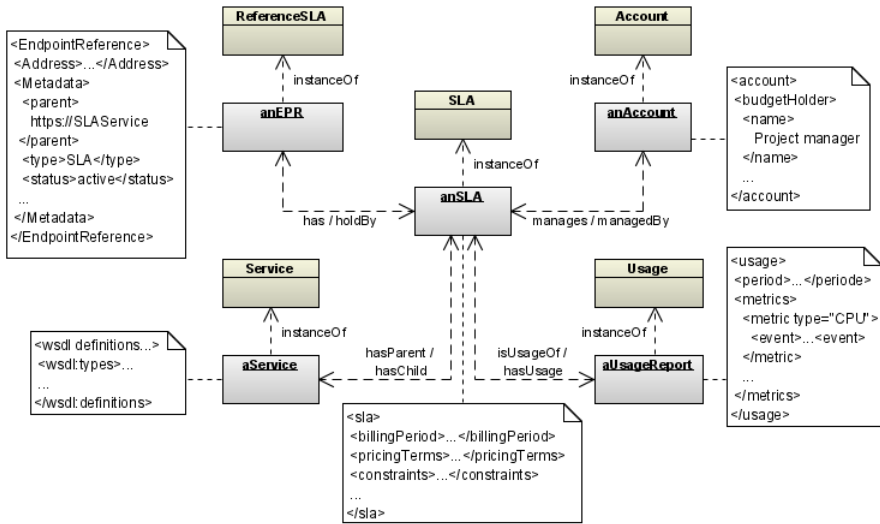 ReferenceSLA
Account
<EndpointReference>
<Address>...</Address>
<Metadata>
<parent>
https://SLAService
</parent>
<type>SLA</type>
<status>active</status>
...
</Metadata>
</EndpointReference>
instanceOf
anEPR
SLA
instanceOf
anSLA
instanceOf
anAccount
<account>
<budgetHolder>
<name>
Project manager
</name>
...
</account>
has / holdBy
manages / managedBy
Service
Usage
instanceOf
instanceOf
<wsdl definitions...>
<wsdl:types>...
...
</wsdl:definitions>
aService
hasParent /
hasChild
isUsageOf /
hasUsage
aUsageReport
<usage>
<period>...</periode>
<metrics>
<metric type="CPU">
<event>...<event>
</metric>
...
</metrics>
</usage>
<sla>
<billingPeriod>...</billingPeriod>
<pricingTerms>...</pricingTerms>
<constraints>...</constraints>
...
</sla>